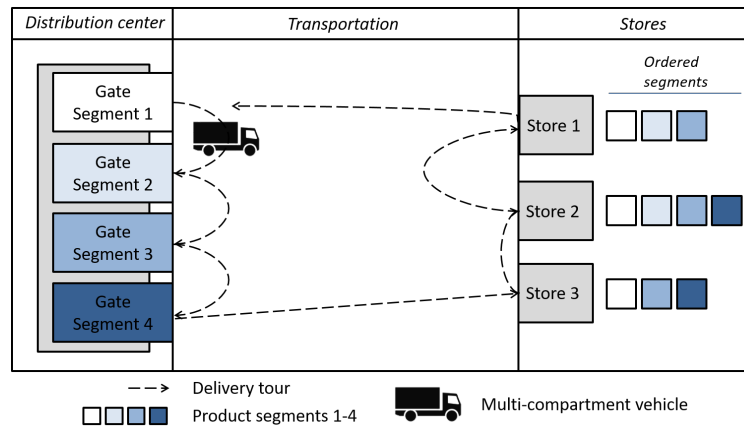 Distribution center
Transportation
Stores
Ordered
segments
Gate
Segment 1
Gate
Segment 2
Gate
Segment 3
Gate
Segment 4
Store 1
Store 2
Store 3
Delivery tour
Product segments 1-4
Multi-compartment vehicle